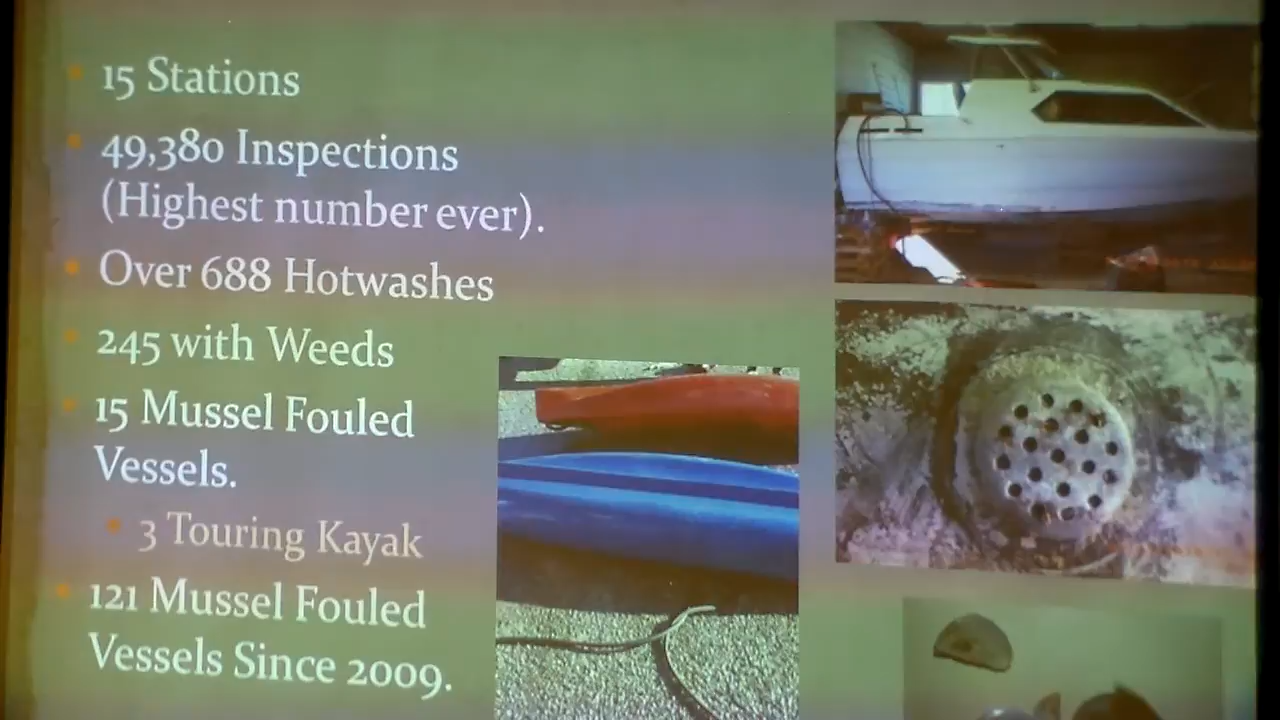 15 Stations
49,380 Inspections
(Highest number ever).
Over 688 Hotwashes
245 with Weeds
15 Mussel Fouled
Vessels.
3 Touring Kayak
121 Mussel Fouled
Vessels Since 2009.